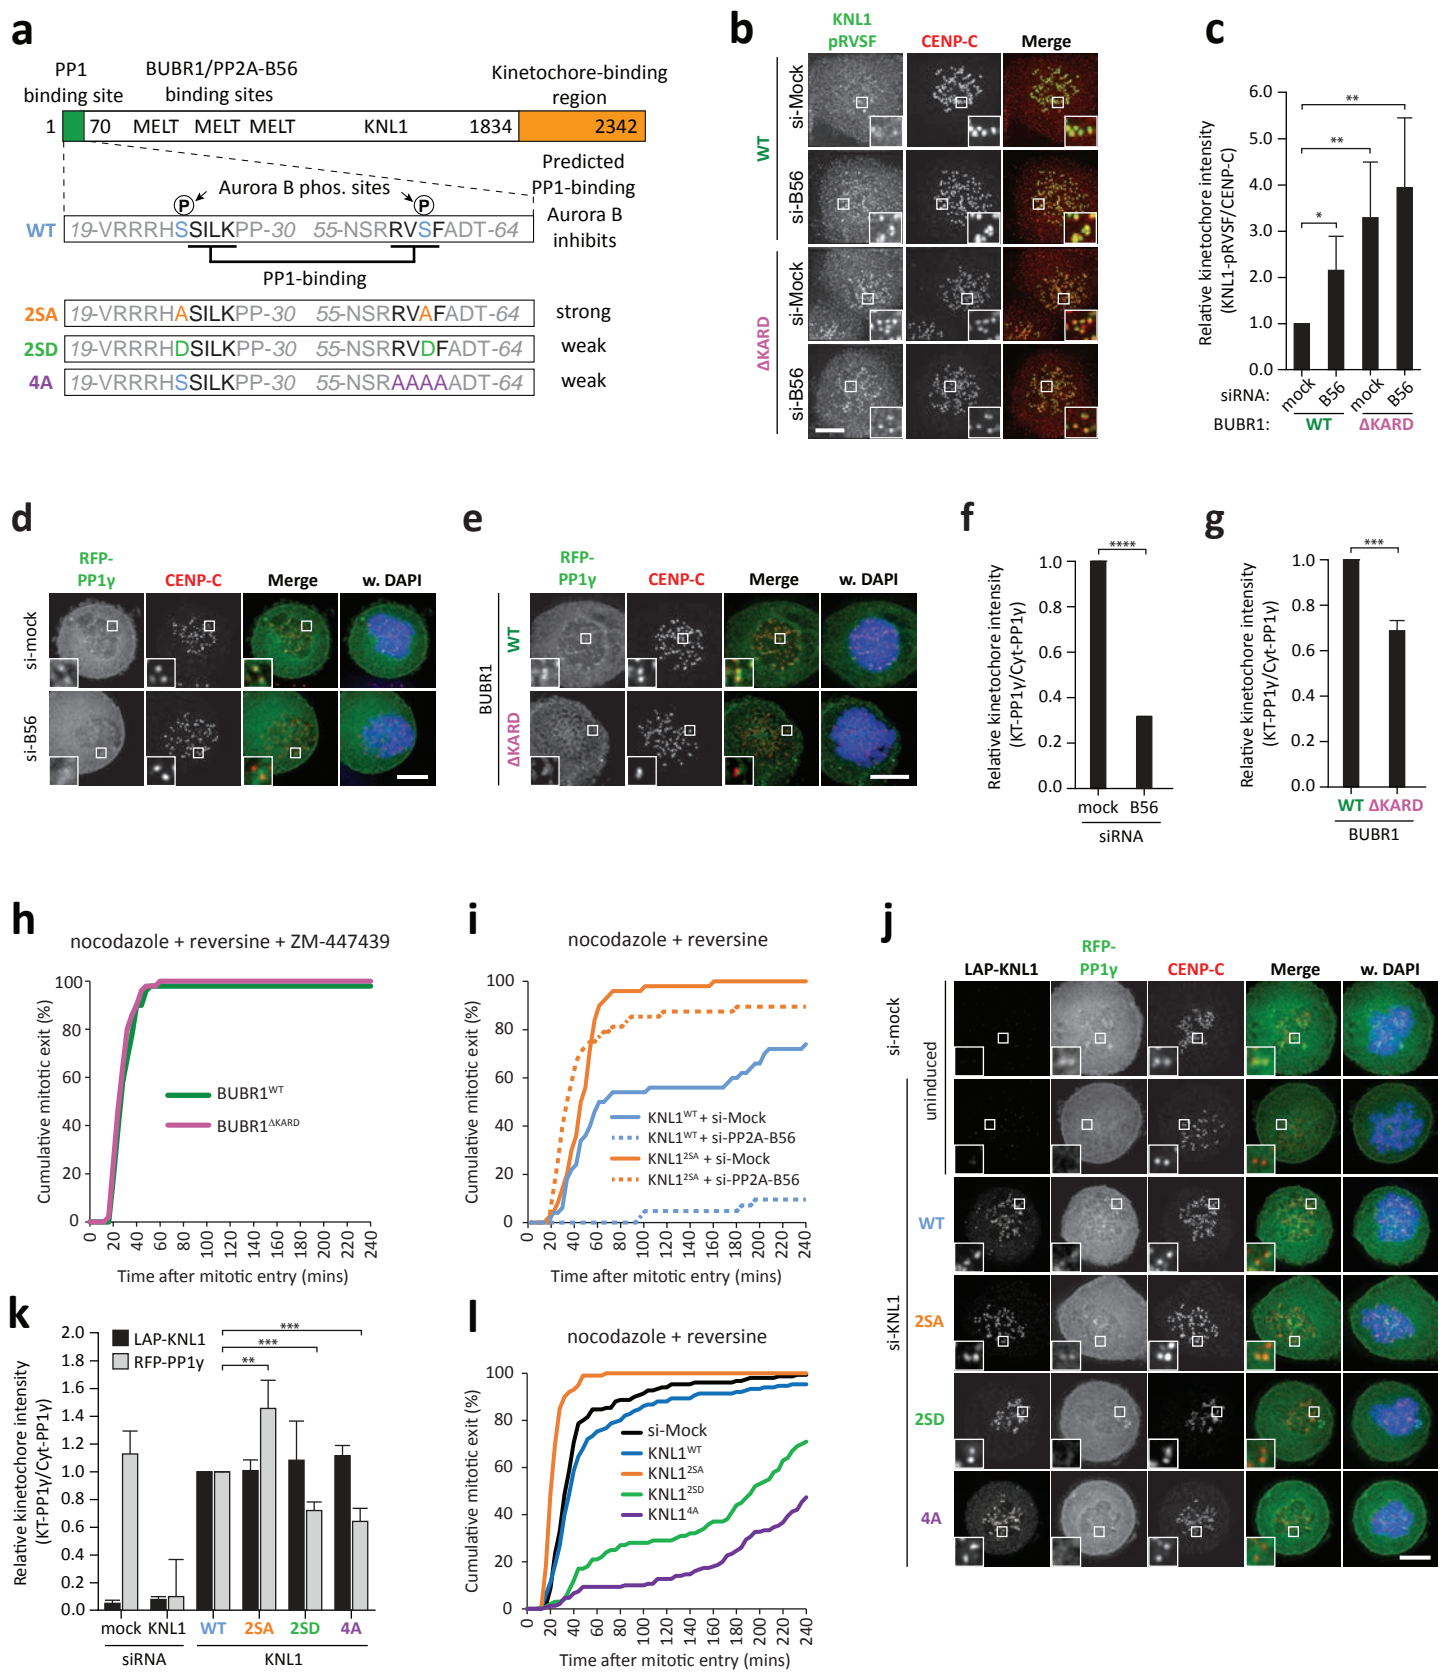 a
PP1
binding site
BUBR1/PP2A-B56
binding sites
Kinetochore-binding
region
1 70 MELT MELT MELT KNL1 1834 2342
Aurora B phos. sites
Predicted
PP1-binding
P P
WT 19-VRRRHSSILKPP-30 55-NSRRVSFADT-64
Aurora B
inhibits
PP1-binding
2SA 19-VRRRHASILKPP-30 55-NSRRVAFADT-64 strong
2SD 19-VRRRHDSILKPP-30 55-NSRRVDFADT-64 weak
4A 19-VRRRHSSILKPP-30 55-NSRAAAAADT-64 weak
b
KNL1
pRVSF CENP-C Merge
WT
si-Mock
si-B56
ΔKARD
si-Mock
si-B56
c
Relative kinetochore intensity
(KNL1-pRVSF/CENP-C)
6.0
5.0
4.0
3.0
2.0
1.0
0.0
**
**
*
siRNA: mock B56 mock B56
BUBR1: WT ΔKARD
d
RFP-
PP1γ CENP-C Merge w. DAPI
si-mock
si-B56
e
RFP-
PP1γ CENP-C Merge w. DAPI
BUBR1
WT
ΔKARD
f
Relative kinetochore intensity
(KT-PP1γ/Cyt-PP1γ)
1.0
0.8
0.6
0.4
0.2
0.0
****
mock B56
siRNA
g
Relative kinetochore intensity
(KT-PP1γ/Cyt-PP1γ)
1.0
0.8
0.6
0.4
0.2
0.0
***
WT ΔKARD
BUBR1
h
nocodazole + reversine + ZM-447439
Cumulative mitotic exit (%)
100
80
60
40
20
0
BUBR1WT
BUBR1ΔKARD
0 20 40 60 80 100 120 140 160 180 200 220 240
Time after mitotic entry (mins)
i
nocodazole + reversine
Cumulative mitotic exit (%)
100
80
60
40
20
0
KNL1WT + si-Mock
KNL1WT + si-PP2A-B56
KNL12SA + si-Mock
KNL12SA + si-PP2A-B56
0 20 40 60 80 100 120 140 160 180 200 220 240
Time after mitotic entry (mins)
j
LAP-KNL1 RFP-
PP1γ CENP-C Merge w. DAPI
si-mock
uninduced
si-KNL1
WT
2SA
2SD
4A
k
Relative kinetochore intensity
(KT-PP1γ/Cyt-PP1γ)
2.0
1.8
1.6
1.4
1.2
1.0
0.8
0.6
0.4
0.2
0.0
LAP-KNL1
RFP-PP1γ
***
***
**
mock KNL1 WT 2SA 2SD 4A
siRNA KNL1
l
nocodazole + reversine
Cumulative mitotic exit (%)
100
80
60
40
20
0
si-Mock
KNL1WT
KNL12SA
KNL12SD
KNL14A
0 20 40 60 80 100 120 140 160 180 200 220 240
Time after mitotic entry (mins)